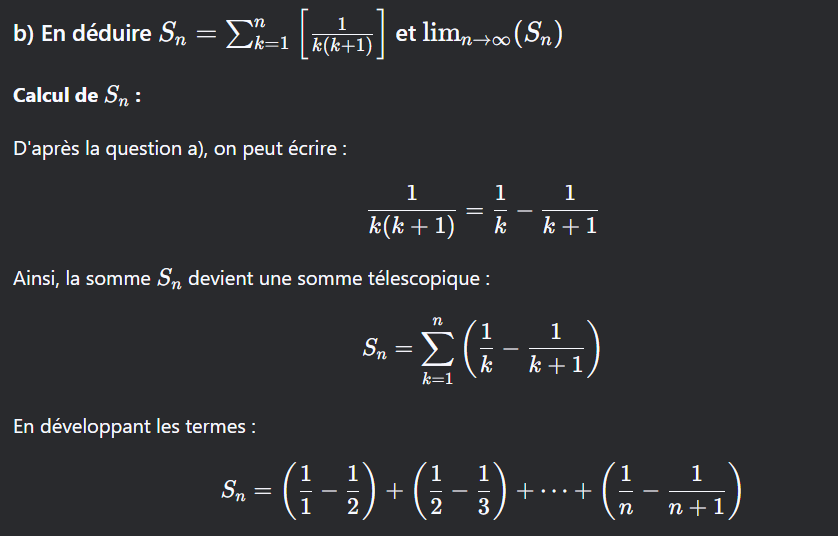 b) En déduire $S_n = \sum_{k=1}^{n} \left[ \frac{1}{k(k+1)} \right]$ et $\lim_{n \to \infty} (S_n)$
Calcul de $S_n$ :
D'après la question a), on peut écrire :
$\frac{1}{k(k+1)} = \frac{1}{k} - \frac{1}{k+1}$
Ainsi, la somme $S_n$ devient une somme télescopique :
$S_n = \sum_{k=1}^{n} \left( \frac{1}{k} - \frac{1}{k+1} \right)$
En développant les termes :
$S_n = \left( \frac{1}{1} - \frac{1}{2} \right) + \left( \frac{1}{2} - \frac{1}{3} \right) + \cdots + \left( \frac{1}{n} - \frac{1}{n+1} \right)$